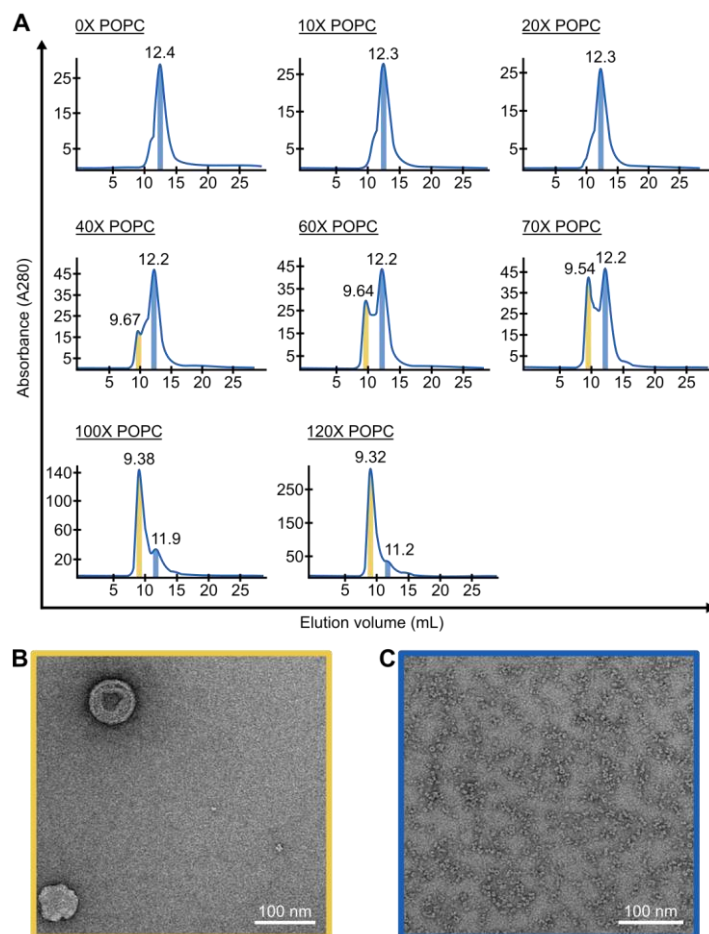 A
0X POPC 10X POPC 20X POPC
12.4 12.3 12.3
25 25 25
15 15 15
5 5 5
5 10 15 20 25 5 10 15 20 25 5 10 15 20 25
40X POPC 60X POPC 70X POPC
12.2 12.2 9.54 12.2
45 45 45
35 9.64 35 35
9.67 25 25 25
15 15 15
5 5 5
5 10 15 20 25 5 10 15 20 25 5 10 15 20 25
100X POPC 120X POPC
9.38 9.32
140 250
100
60 11.9 11.2
20 50
5 10 15 20 25 5 10 15 20 25
Absorbance (A280)
Elution volume (mL)
B C
100 nm 100 nm